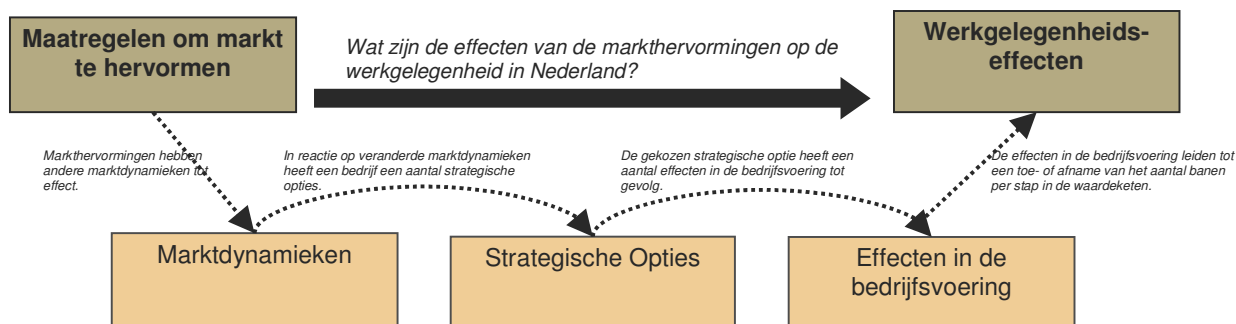 Maatregelen om markt
te hervormen
Wat zijn de effecten van de markthervormingen op de
werkgelegenheid in Nederland?
Werkgelegenheids-
effecten
Markthervormingen hebben
andere marktdynamieken tot
effect.
In reactie op veranderde marktdynamieken
heeft een bedrijf een aantal strategische
opties.
De gekozen strategische optie heeft een
aantal effecten in de bedrijfsvoering tot
gevolg.
De effecten in de bedrijfsvoering leiden tot
een toe- of afname van het aantal banen
per stap in de waardeketen.
Marktdynamieken
Strategische Opties
Effecten in de
bedrijfsvoering